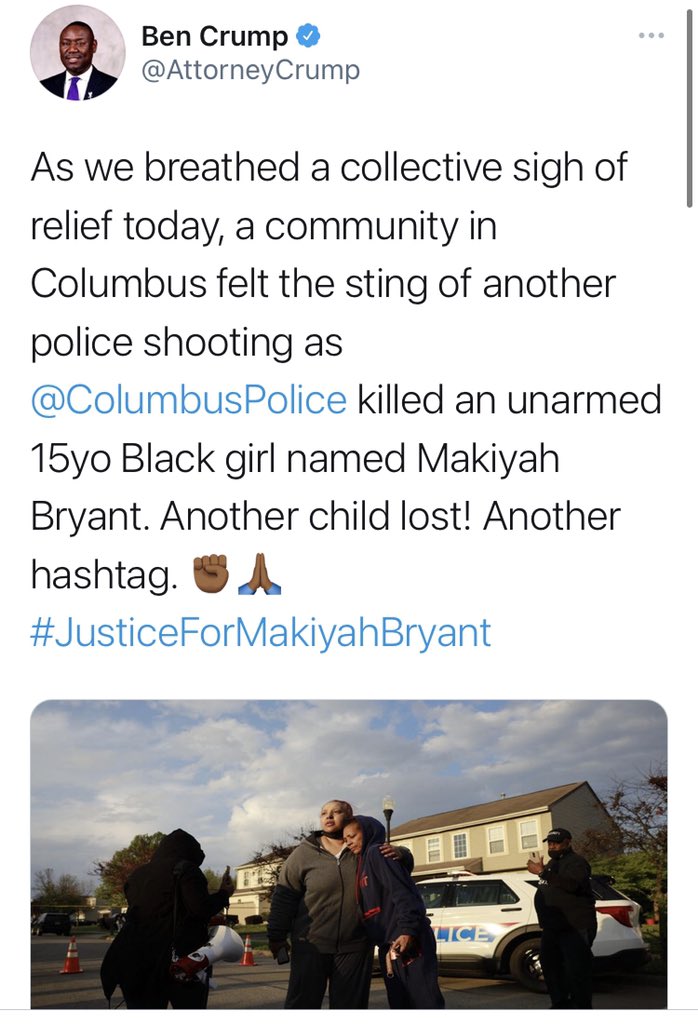 Ben Crump
@AttorneyCrump
As we breathed a collective sigh of
relief today, a community in
Columbus felt the sting of another
police shooting as
@ColumbusPolice killed an unarmed
15yo Black girl named Makiyah
Bryant. Another child lost! Another
hashtag. ✊🏾🙏🏾
#JusticeForMakiyahBryant
LICE